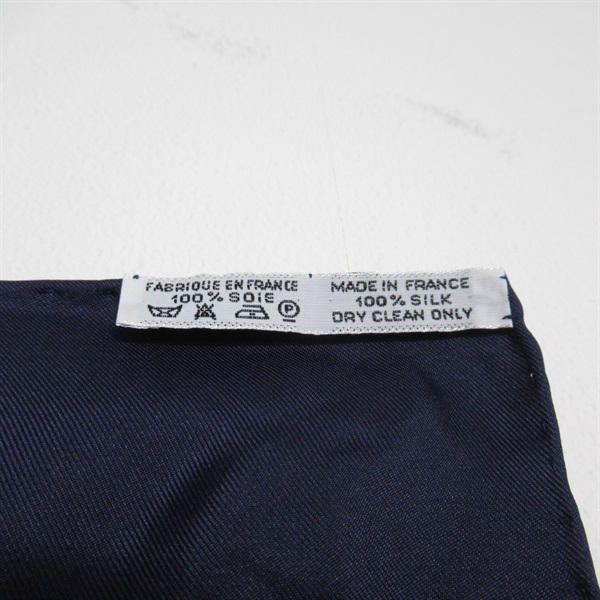 FABRIQUE EN FRANCE
100% SOIE
P
MADE IN FRANCE
100% SILK
DRY CLEAN ONLY